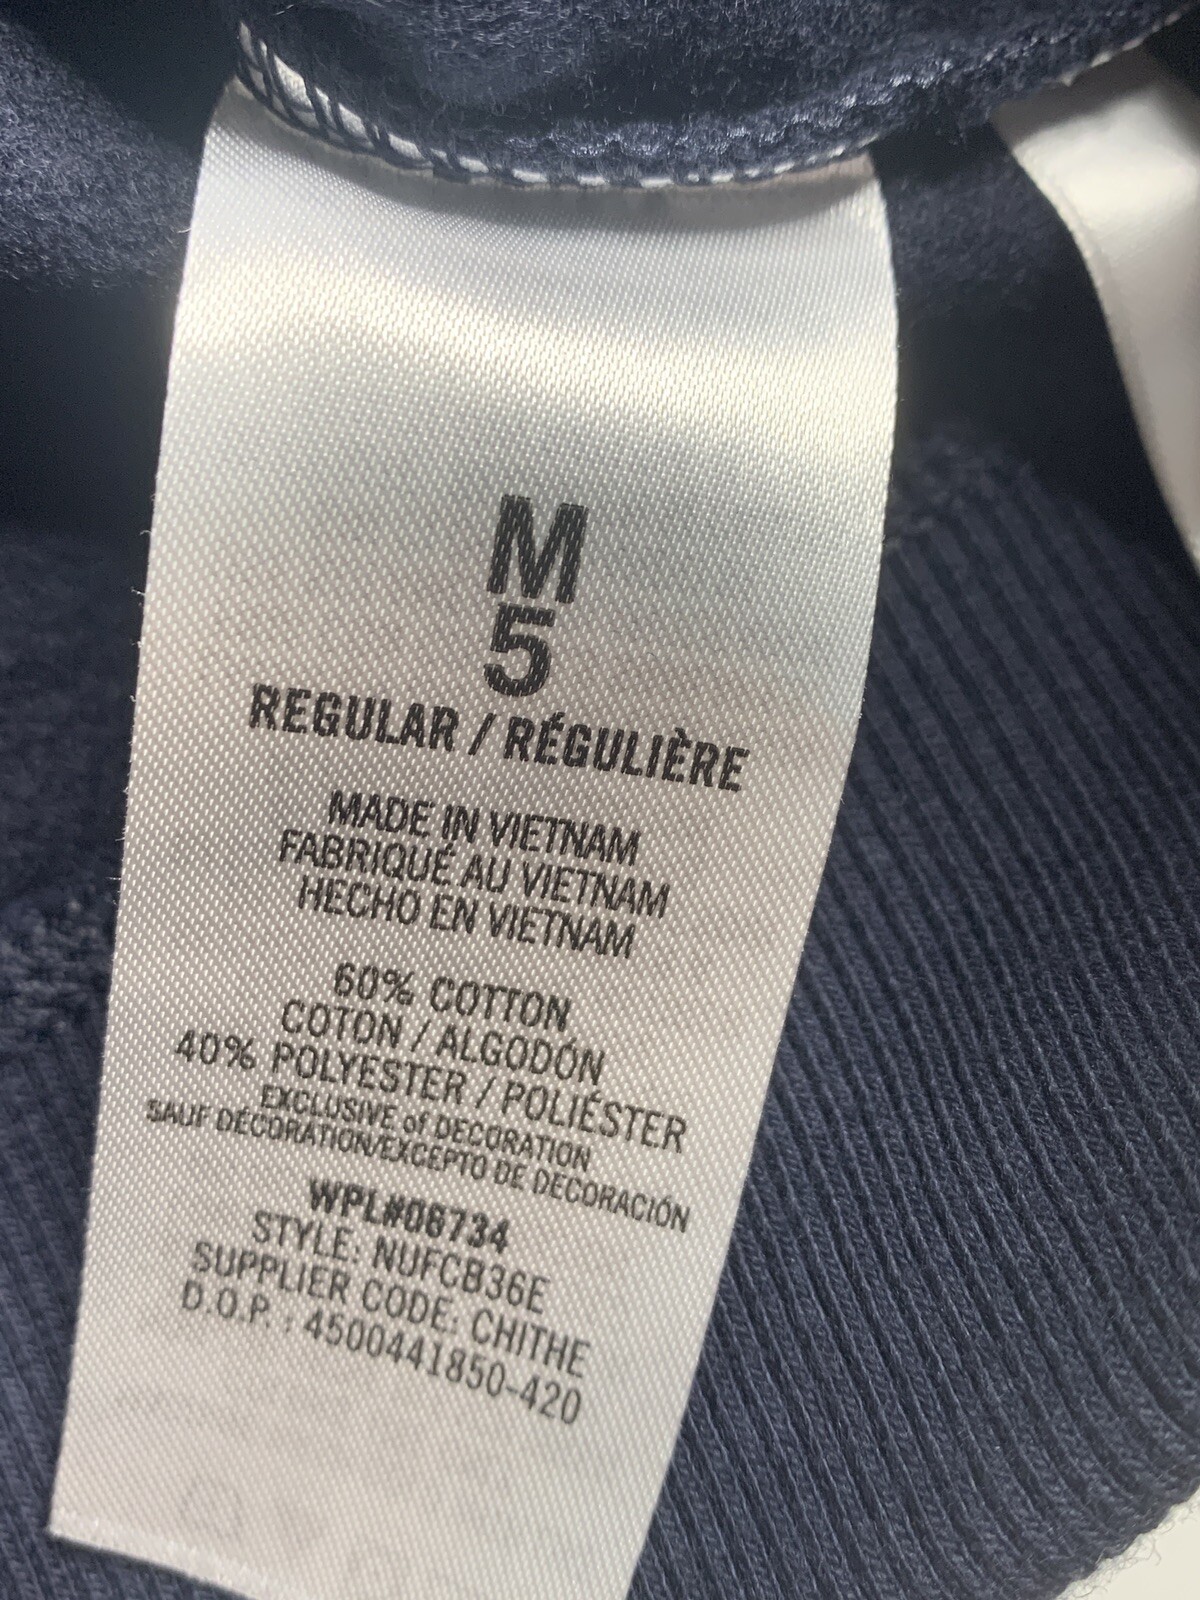 M
5
REGULAR / RÉGULIÈRE
MADE IN VIETNAM
FABRIQUÉ AU VIETNAM
HECHO EN VIETNAM
60% COTTON
COTON / ALGODÓN
40% POLYESTER / POLIÉSTER
EXCLUSIVE of DECORATION
SAUF DÉCORATION/EXCEPTO DE DECORACIÓN
WPL#06734
STYLE: NUFCB36E
SUPPLIER CODE: CHITHE
D.O.P. : 4500441850-420